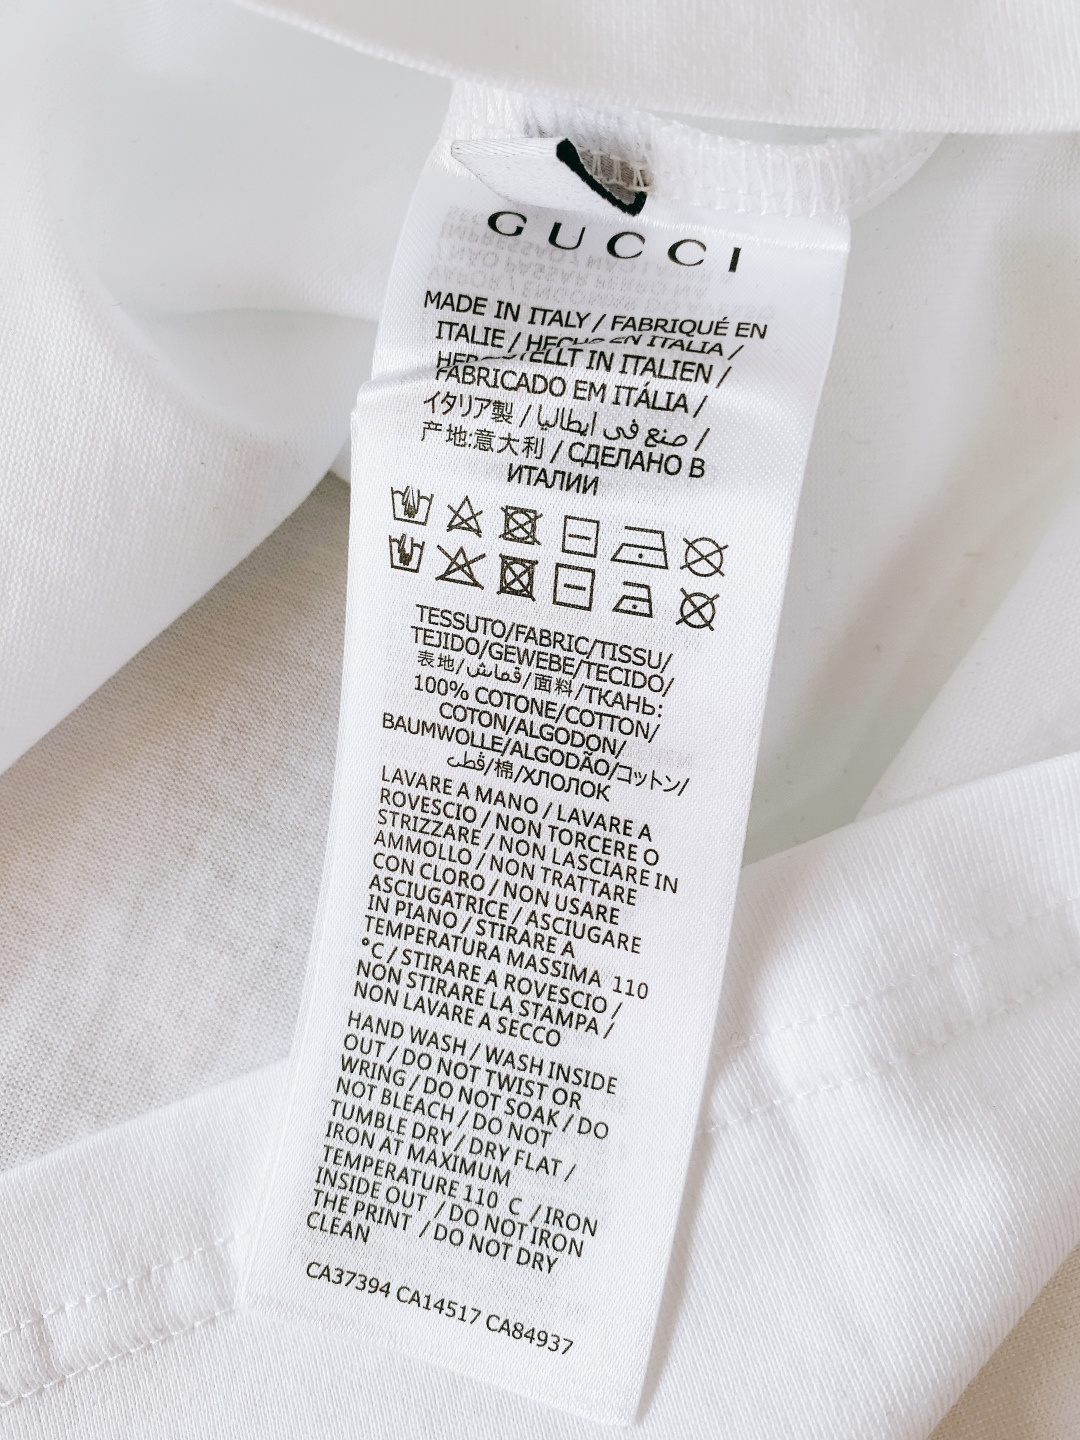 GUCCI
MADE IN ITALY / FABRIQUÉ EN
ITALIE / HECHO EN ITALIA /
HERGESTELLT IN ITALIEN /
FABRICADO EM ITÁLIA /
イタリア製 / صنع في ايطاليا /
产地:意大利 / СДЕЛАНО В
ИТАЛИИ
TESSUTO/FABRIC/TISSU/
TEJIDO/GEWEBE/TECIDO/
表地/قماش/面料/ТКАНЬ:
100% COTONE/COTTON/
COTON/ALGODON/
BAUMWOLLE/ALGODÃO/コットン/
قطن/棉/ХЛОЛОК
LAVARE A MANO / LAVARE A
ROVESCIO / NON TORCERE O
STRIZZARE / NON LASCIARE IN
AMMOLLO / NON TRATTARE
CON CLORO / NON USARE
ASCIUGATRICE / ASCIUGARE
IN PIANO / STIRARE A
TEMPERATURA MASSIMA 110
°C / STIRARE A ROVESCIO /
NON STIRARE LA STAMPA /
NON LAVARE A SECCO
HAND WASH / WASH INSIDE
OUT / DO NOT TWIST OR
WRING / DO NOT SOAK / DO
NOT BLEACH / DO NOT
TUMBLE DRY / DRY FLAT /
IRON AT MAXIMUM
TEMPERATURE 110 C / IRON
INSIDE OUT / DO NOT IRON
THE PRINT / DO NOT DRY
CLEAN
CA37394 CA14517 CA84937